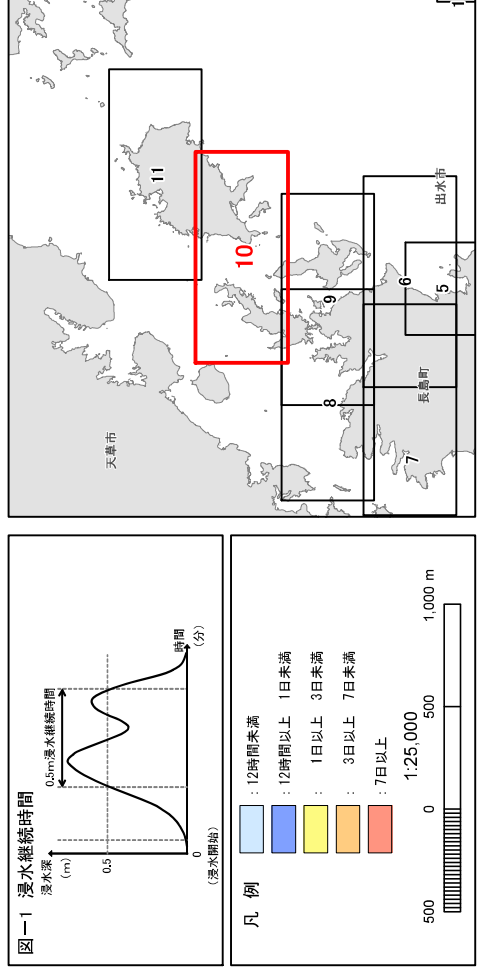 図ー1 浸水継続時間
浸水深
(m)
0.5m浸水継続時間
0.5
時間
(分)
0
(浸水開始)
凡 例
:12時間未満
:12時間以上 1日未満
: 1日以上 3日未満
: 3日以上 7日未満
:7日以上
1:25,000
500 0 500 1,000 m
天草市
11
10
9
8
7
6
5
長島町
出水市